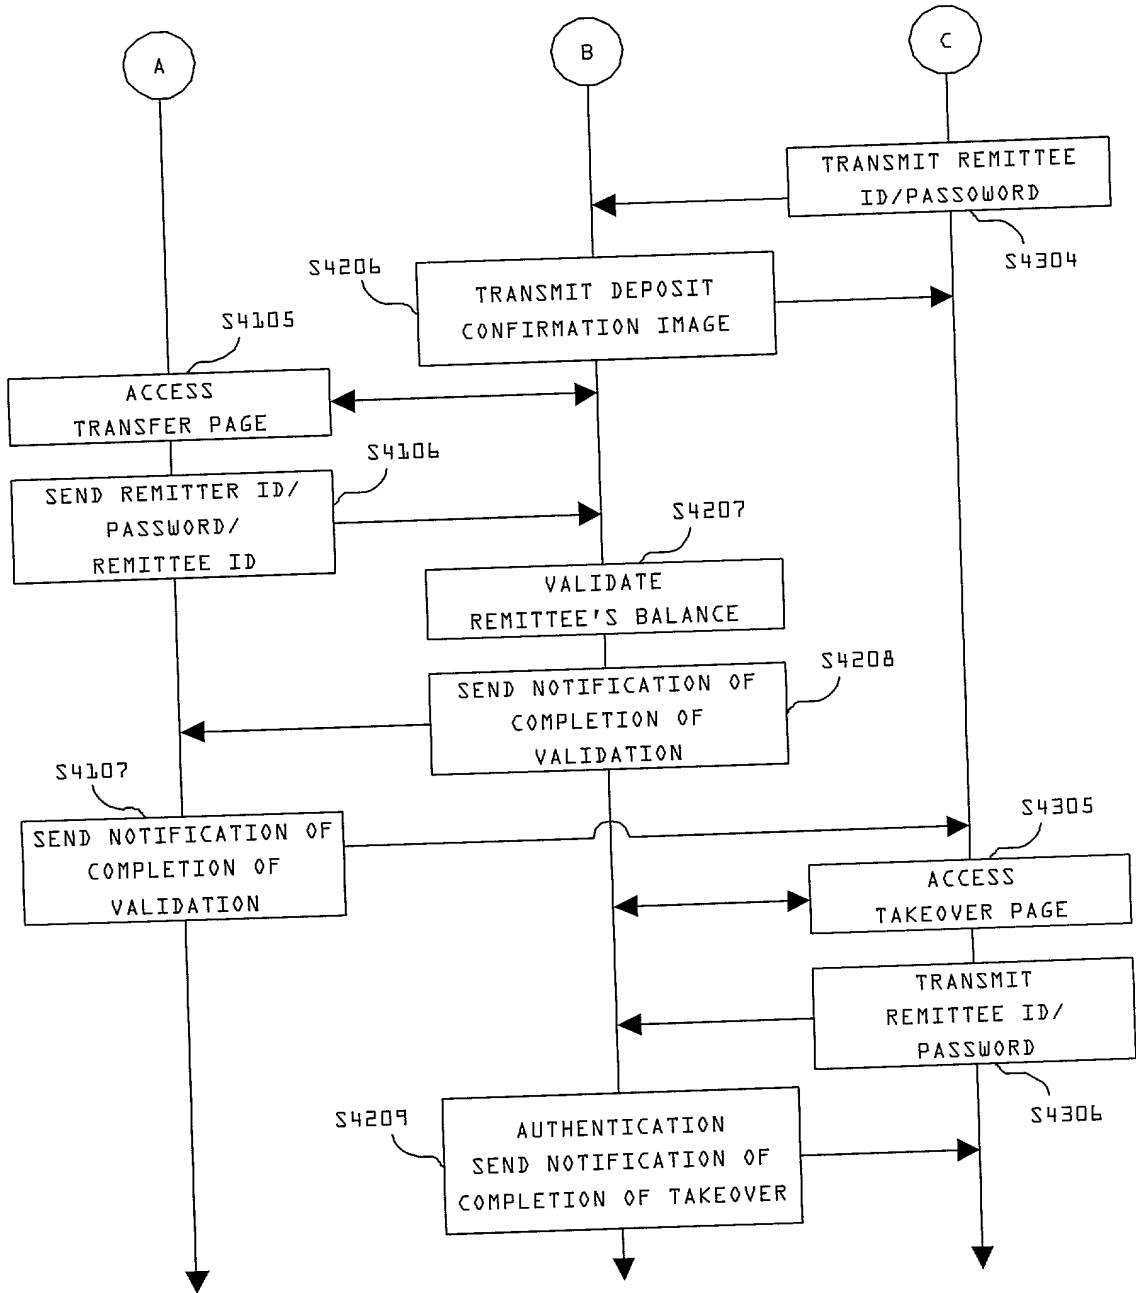 A
B
C
TRANSMIT REMITTEE
ID/PASSOWORD
S4304
S4206
TRANSMIT DEPOSIT
CONFIRMATION IMAGE
S4105
ACCESS
TRANSFER PAGE
S4106
SEND REMITTER ID/
PASSWORD/
REMITTEE ID
S4207
VALIDATE
REMITTEE'S BALANCE
S4208
SEND NOTIFICATION OF
COMPLETION OF
VALIDATION
S4107
SEND NOTIFICATION OF
COMPLETION OF
VALIDATION
S4305
ACCESS
TAKEOVER PAGE
TRANSMIT
REMITTEE ID/
PASSWORD
S4306
S4209
AUTHENTICATION
SEND NOTIFICATION OF
COMPLETION OF TAKEOVER